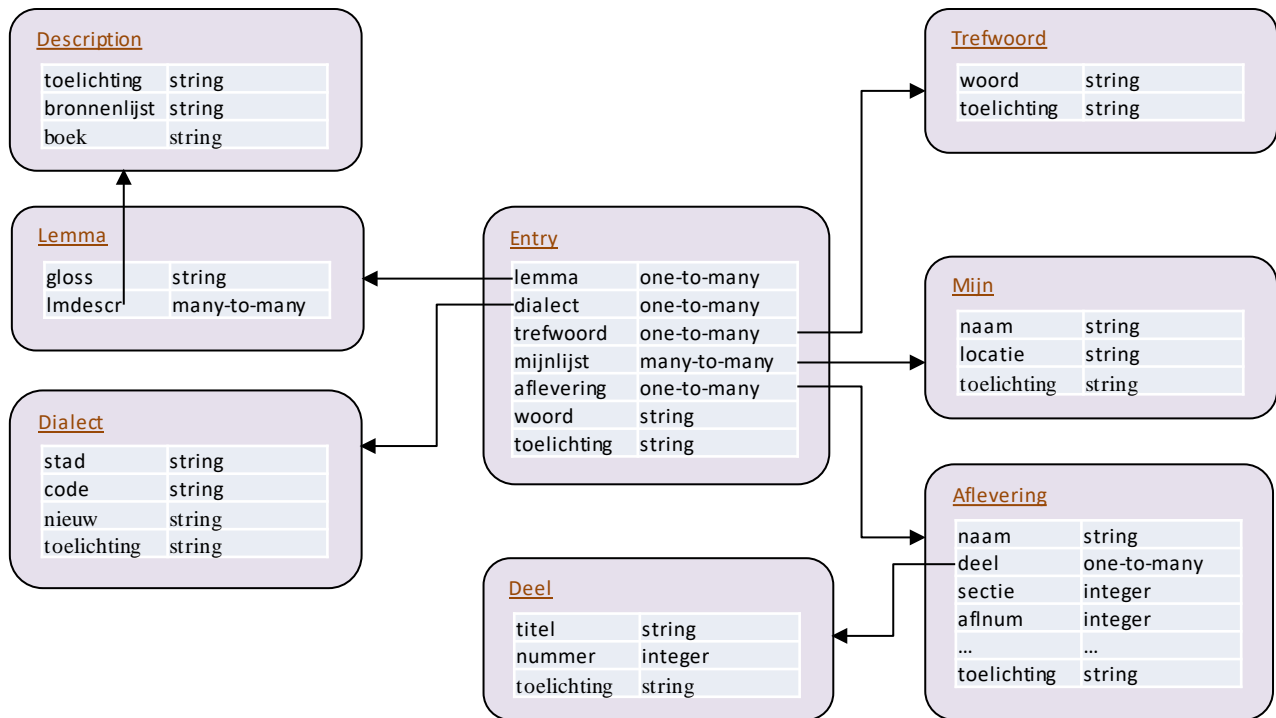 Description
toelichting string
bronnenlijst string
boek string
Lemma
gloss string
lmdescr many-to-many
Dialect
stad string
code string
nieuw string
toelichting string
Entry
lemma one-to-many
dialect one-to-many
trefwoord one-to-many
mijnlijst many-to-many
aflevering one-to-many
woord string
toelichting string
Deel
titel string
nummer integer
toelichting string
Trefwoord
woord string
toelichting string
Mijn
naam string
locatie string
toelichting string
Aflevering
naam string
deel one-to-many
sectie integer
aflnum integer
... ...
toelichting string